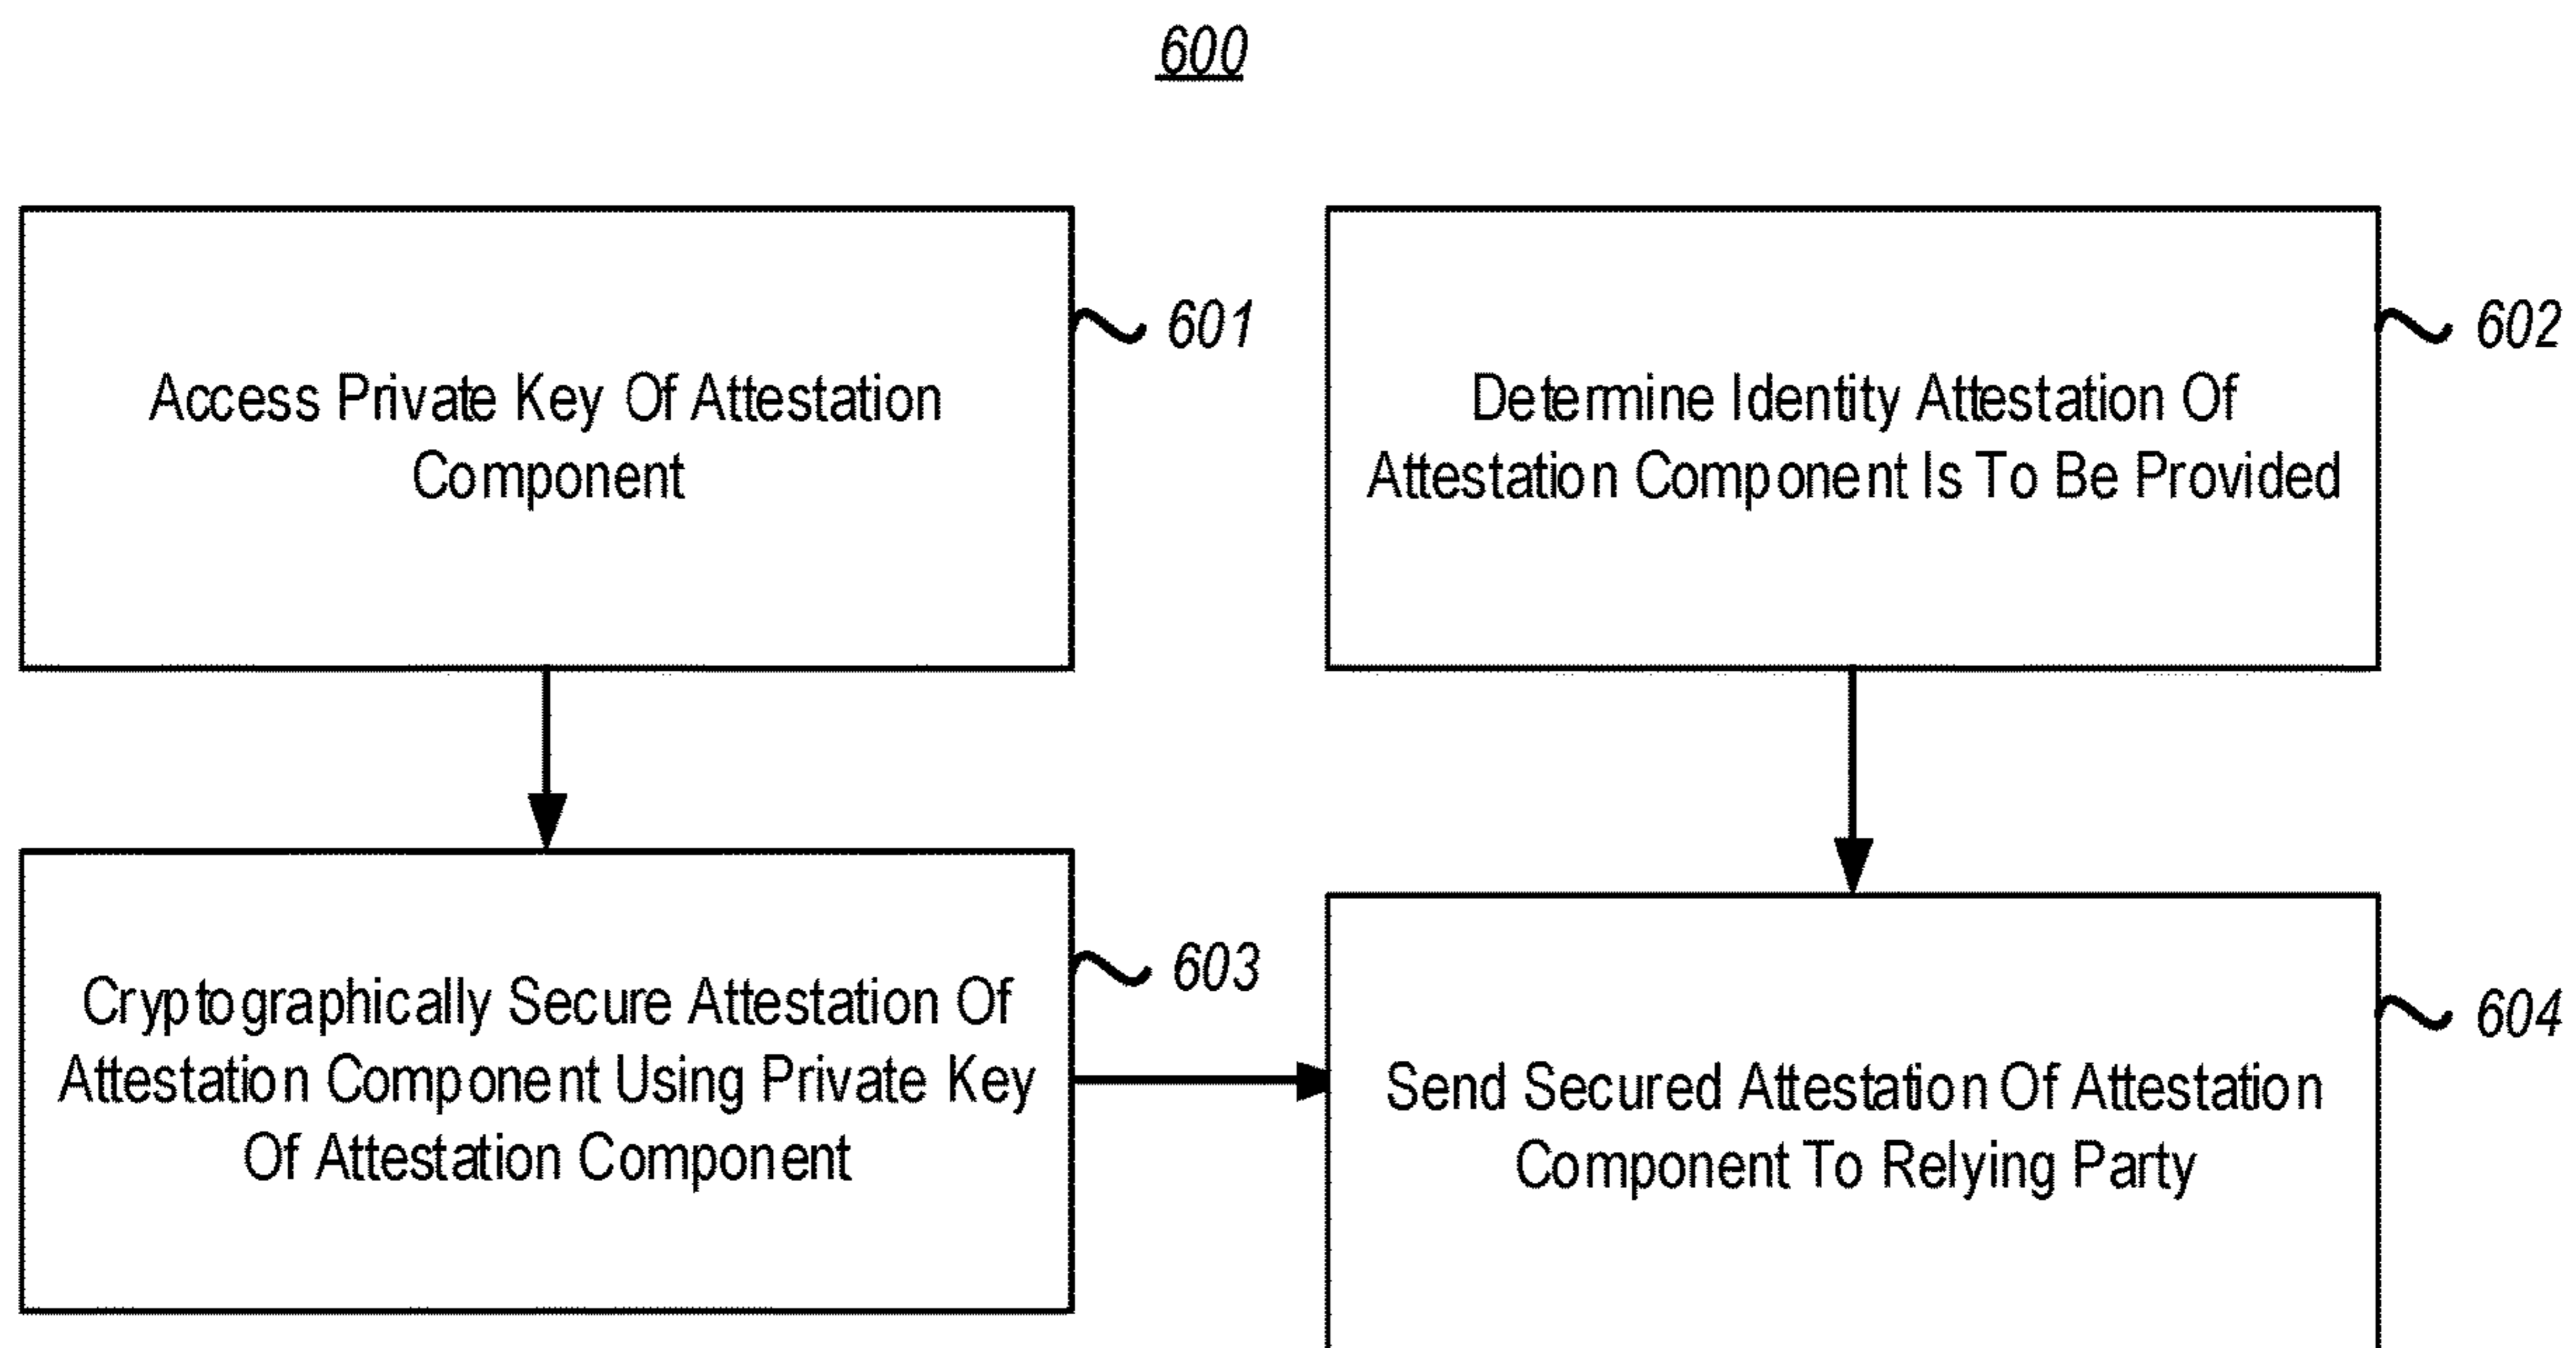 600
Access Private Key Of Attestation
Component
601
Determine Identity Attestation Of
Attestation Component Is To Be Provided
602
Cryptographically Secure Attestation Of
Attestation Component Using Private Key
Of Attestation Component
603
Send Secured Attestation Of Attestation
Component To Relying Party
604